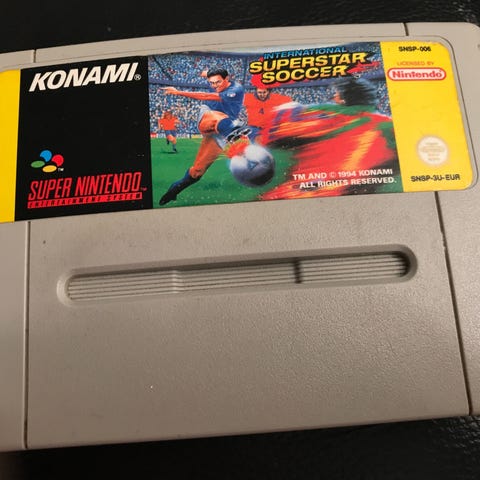 KONAMI®
INTERNATIONAL
SUPERSTAR
SOCCER
SNSP-006
LICENSED BY
Nintendo
SUPER NINTENDO
ENTERTAINMENT SYSTEM
TM AND © 1994 KONAMI
ALL RIGHTS RESERVED.
SNSP-3U-EUR